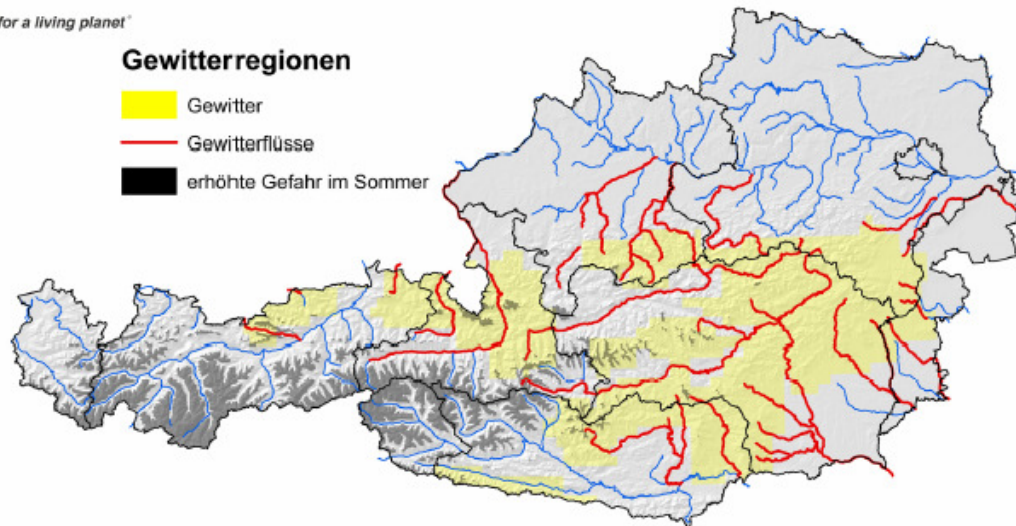 for a living planet®
Gewitterregionen
Gewitter
Gewitterflüsse
erhöhte Gefahr im Sommer